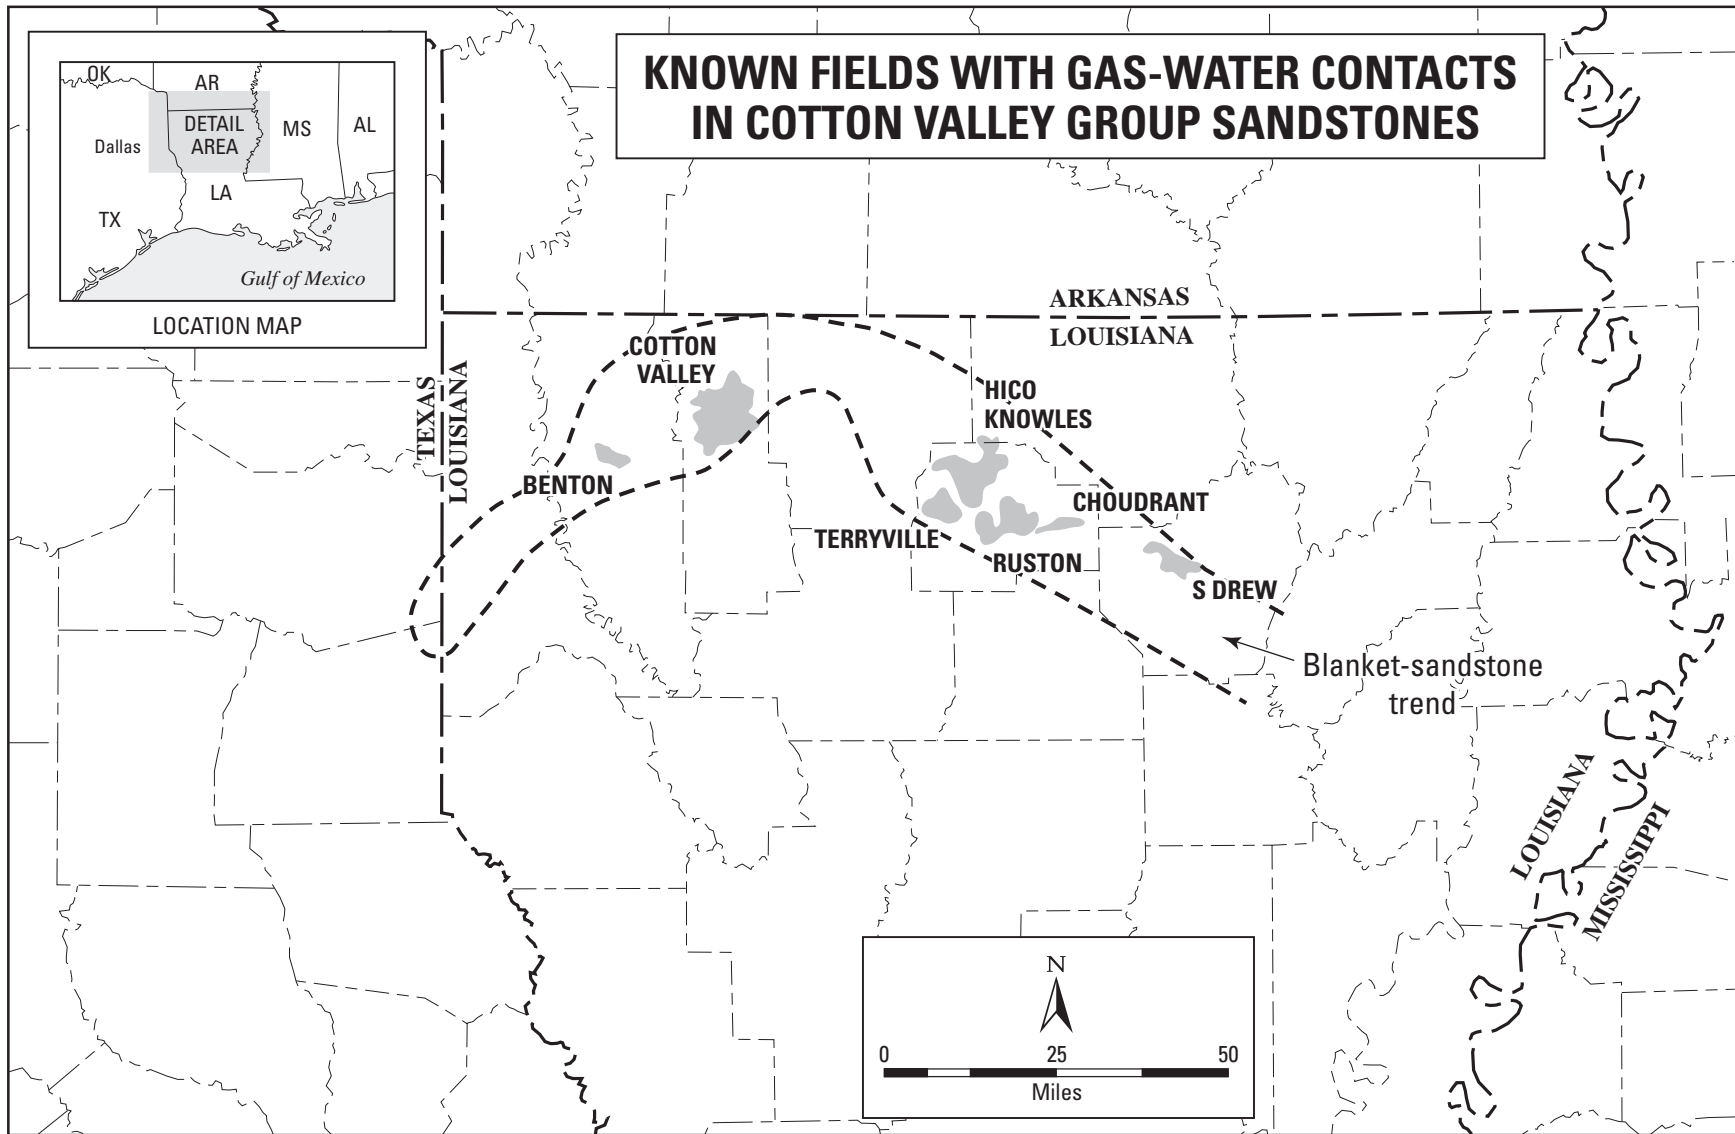 KNOWN FIELDS WITH GAS-WATER CONTACTS
IN COTTON VALLEY GROUP SANDSTONES
OK
AR
DETAIL
AREA
MS
AL
Dallas
LA
TX
Gulf of Mexico
LOCATION MAP
ARKANSAS
LOUISIANA
TEXAS
LOUISIANA
COTTON
VALLEY
HICO
KNOWLES
BENTON
CHOUDRANT
TERRYVILLE
RUSTON
S DREW
Blanket-sandstone
trend
LOUISIANA
MISSISSIPPI
N
0 25 50
Miles